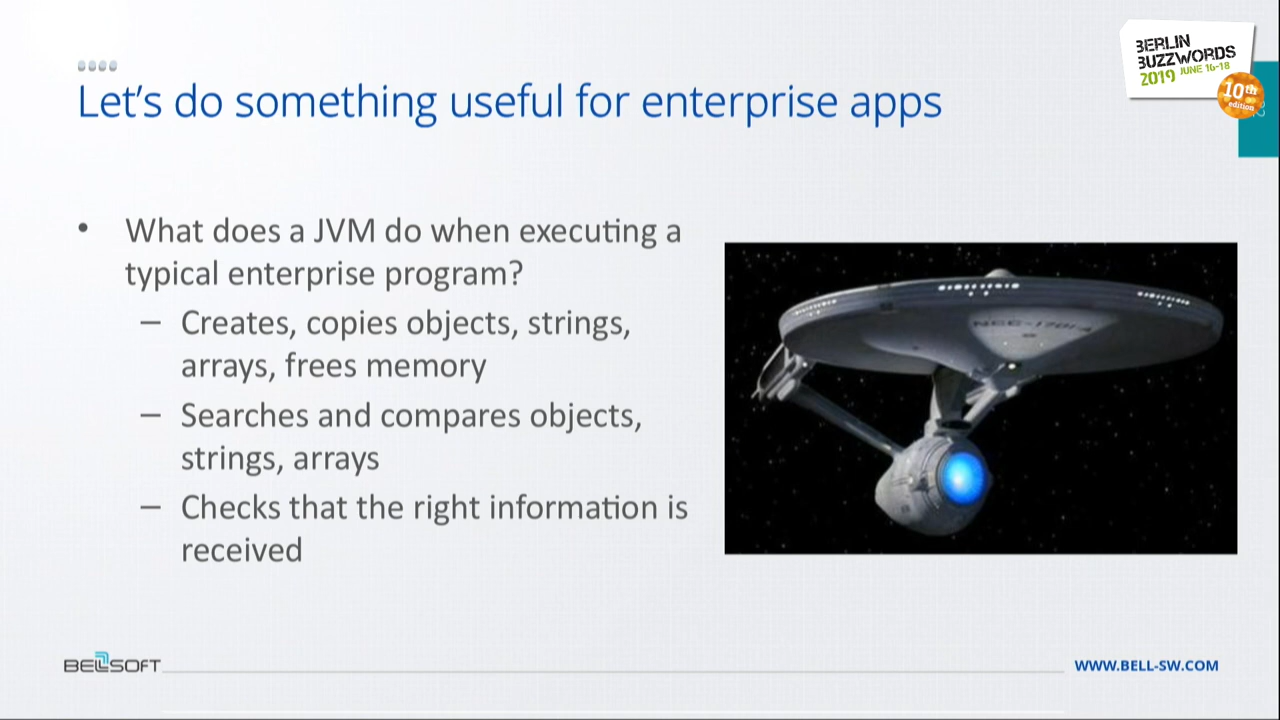 BERLIN
BUZZWORDS
2019 JUNE 16-18
10th
edition
Let's do something useful for enterprise apps
• What does a JVM do when executing a
typical enterprise program?
– Creates, copies objects, strings,
arrays, frees memory
– Searches and compares objects,
strings, arrays
– Checks that the right information is
received
BELLSOFT
WWW.BELL-SW.COM